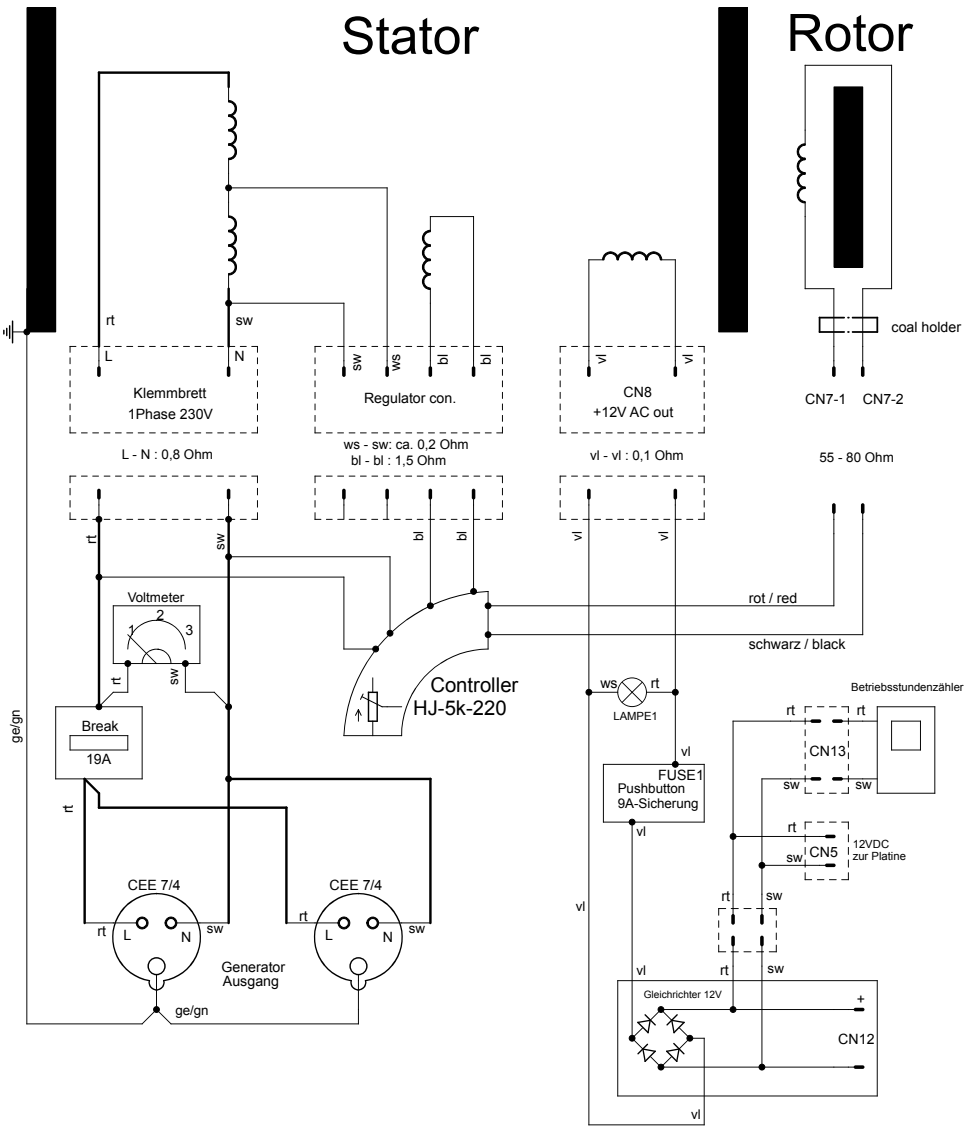 Stator
Rotor
rt
sw
L
N
Klemmbrett
1Phase 230V
L - N : 0,8 Ohm
sw
ws
bl
bl
Regulator con.
ws - sw: ca. 0,2 Ohm
bl - bl : 1,5 Ohm
vl
vl
CN8
+12V AC out
vl - vl : 0,1 Ohm
coal holder
CN7-1
CN7-2
55 - 80 Ohm
rt
sw
bl
bl
vl
vl
rot / red
schwarz / black
Voltmeter
1
2
3
rt
sw
Controller
HJ-5k-220
ws
rt
LAMPE1
ge/gn
Break
19A
rt
vl
FUSE1
Pushbutton
9A-Sicherung
vl
Betriebsstundenzähler
rt
rt
CN13
sw
sw
rt
CN5
sw
12VDC
zur Platine
CEE 7/4
CEE 7/4
rt
L
N
sw
rt
L
N
sw
Generator
Ausgang
ge/gn
vl
rt
sw
rt
sw
vl
Gleichrichter 12V
+
CN12
-
vl